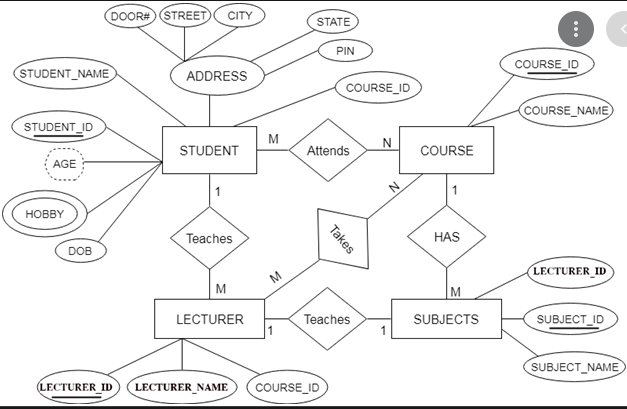 DOOR# STREET CITY
STATE
PIN
ADDRESS
STUDENT_NAME
COURSE_ID
COURSE_ID
COURSE_NAME
STUDENT_ID
STUDENT
M
Attends
N
COURSE
AGE
HOBBY
DOB
1
Teaches
M
N
Takes
M
1
HAS
M
LECTURER_ID
LECTURER
1
Teaches
1
SUBJECTS
SUBJECT_ID
SUBJECT_NAME
LECTURER_ID
LECTURER_NAME
COURSE_ID